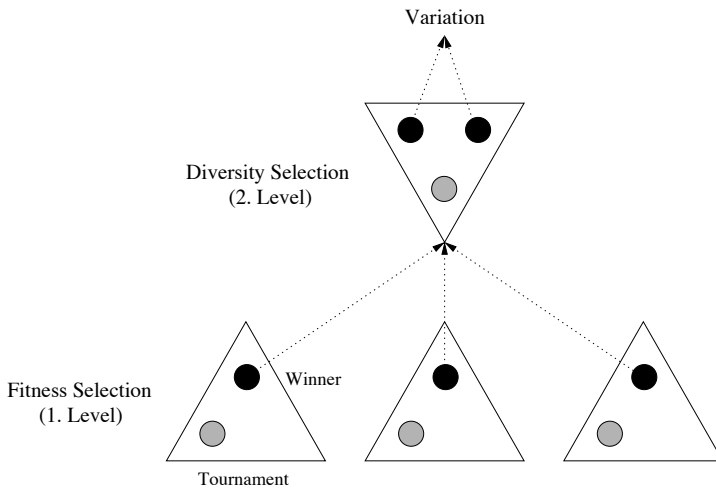 Variation
Diversity Selection
(2. Level)
Winner
Fitness Selection
(1. Level)
Tournament